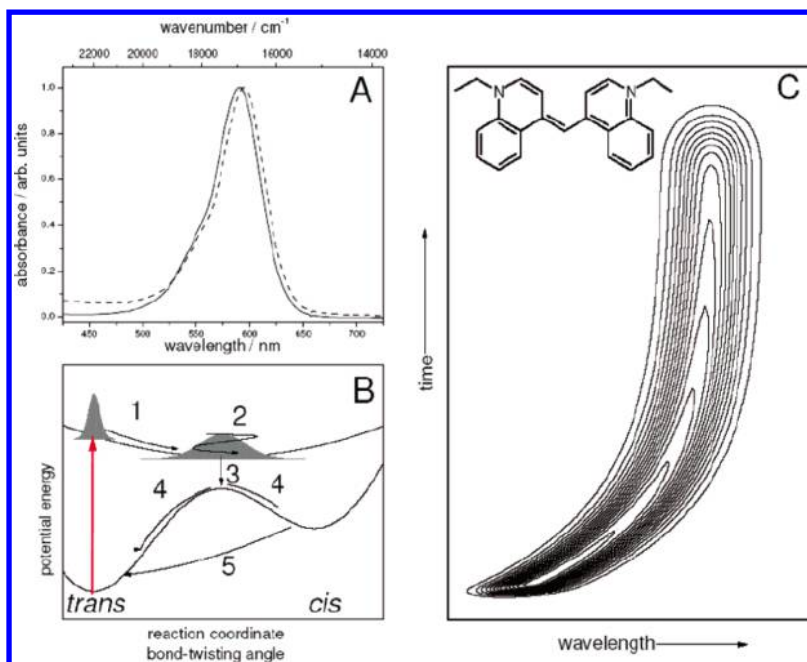 wavenumber / cm⁻¹
22000 20000 18000 16000 14000
A
absorbance / arb. units
1.0
0.8
0.6
0.4
0.2
0.0
450 500 550 600 650 700
wavelength / nm
B
1 2
3
4 4
5
potential energy
trans cis
reaction coordinate
bond-twisting angle
C
N N
time
wavelength